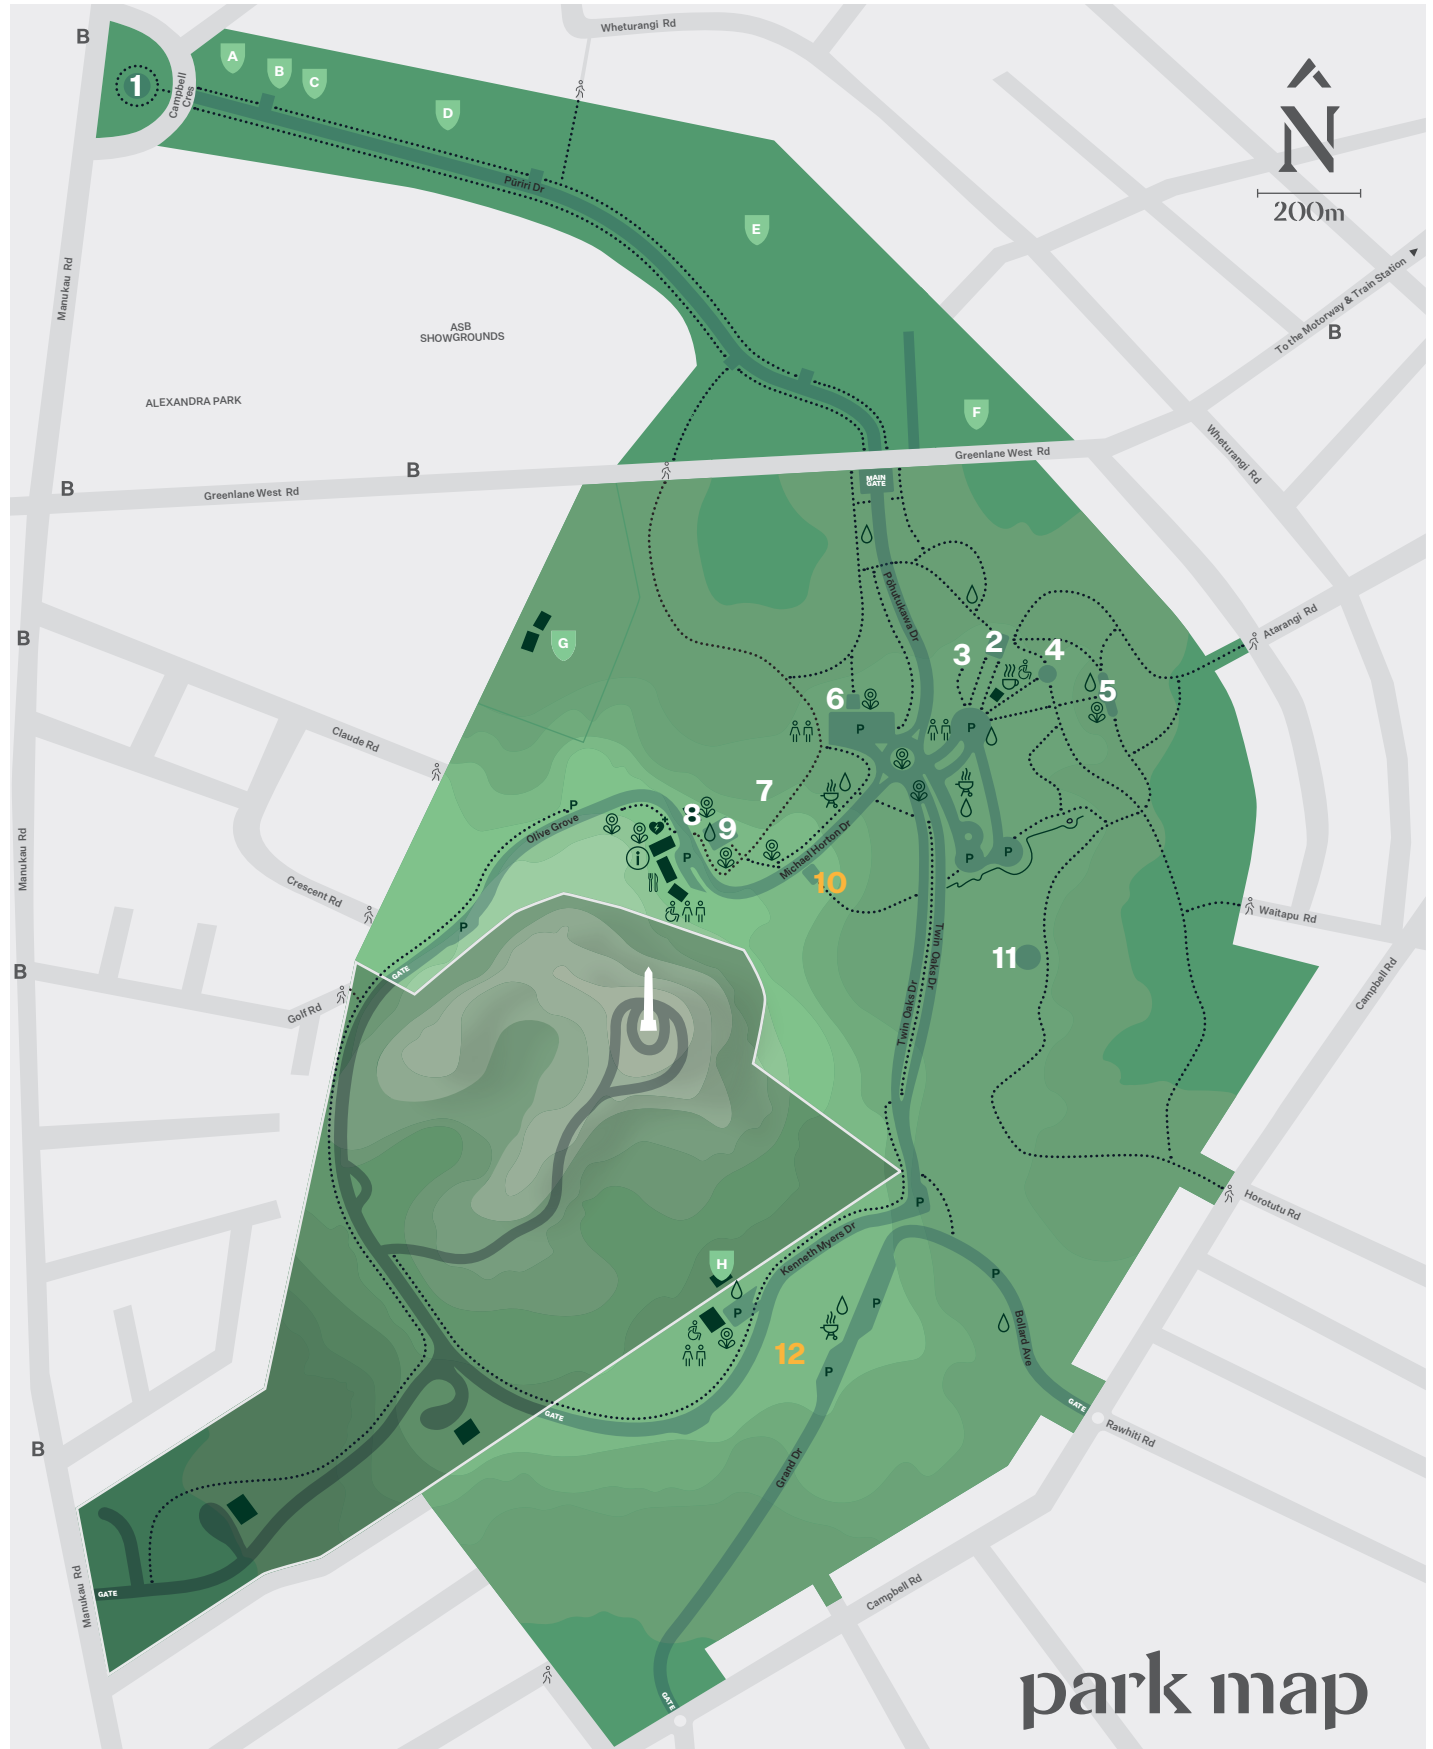 Wheturangi Rd
B
A
B
C
D
1
Campbell
Cres
N
200m
Pūriri Dr
E
Manukau Rd
To the Motorway & Train Station
B
ASB
SHOWGROUNDS
ALEXANDRA PARK
F
Wheturangi Rd
Greenlane West Rd
B
B
Greenlane West Rd
MAIN
GATE
Pōhutukawa Dr
Atarangi Rd
B
G
2
3
4
5
6
P
P
Claude Rd
7
P
Olive Grove
8
9
i
P
Michael Horton Dr
P
P
Manukau Rd
Crescent Rd
10
P
Waitapu Rd
Twin Oaks Dr
11
B
GATE
Golf Rd
Campbell Rd
Twin Oaks Dr
P
Horotutu Rd
Kenneth Myers Dr
H
P
P
P
Bollard Ave
12
P
GATE
GATE
Rawhiti Rd
B
Grand Dr
Manukau Rd
GATE
Campbell Rd
GATE
park map